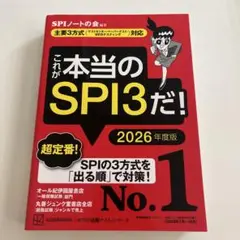 SPIノートの会 編著
主要3方式 対応
これが
本当の
SPI3だ!
2026年度版
超定番!
SPIの3方式を
「出る順」で対策!
オール紀伊國屋書店
丸善ジュンク堂書店全店
No.1